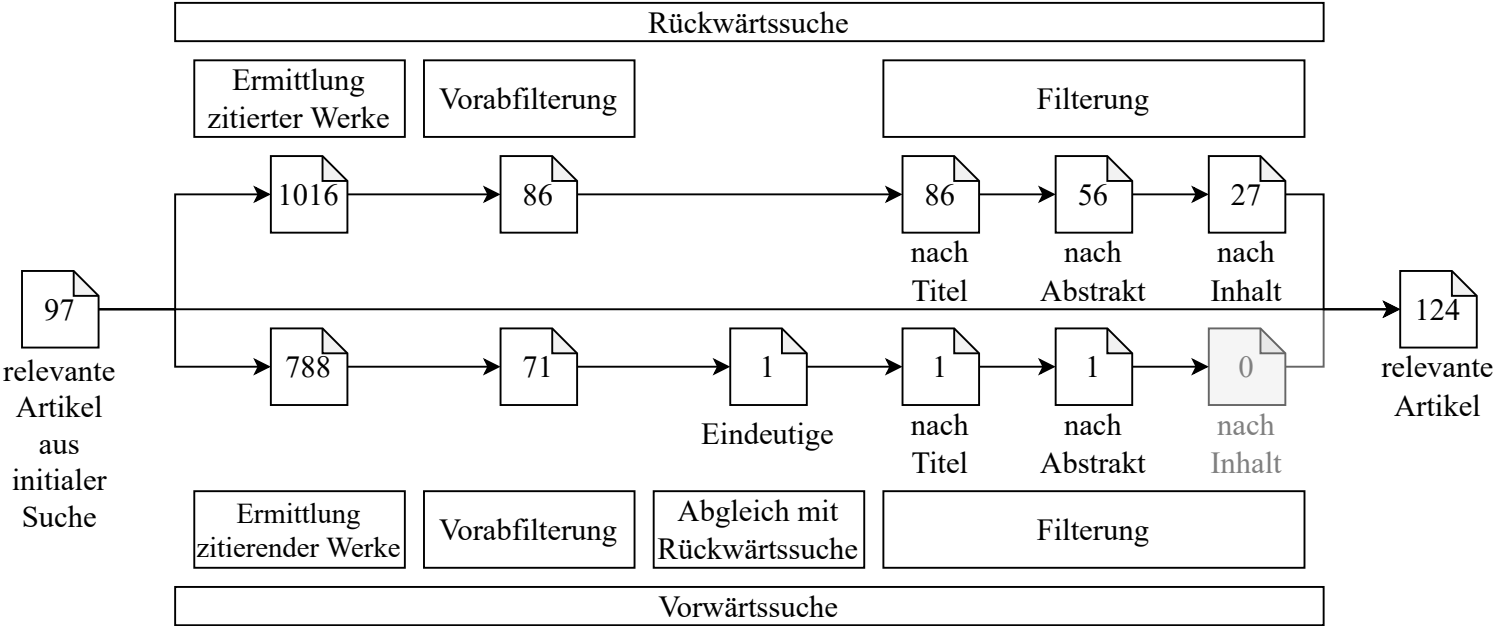 Rückwärtssuche
Ermittlung
zitierter Werke
Vorabfilterung
Filterung
1016
86
86
56
27
nach
Titel
nach
Abstrakt
nach
Inhalt
97
relevante
Artikel
aus
initialer
Suche
124
relevante
Artikel
788
71
1
1
1
0
Eindeutige
nach
Titel
nach
Abstrakt
nach
Inhalt
Ermittlung
zitierender Werke
Vorabfilterung
Abgleich mit
Rückwärtssuche
Filterung
Vorwärtssuche